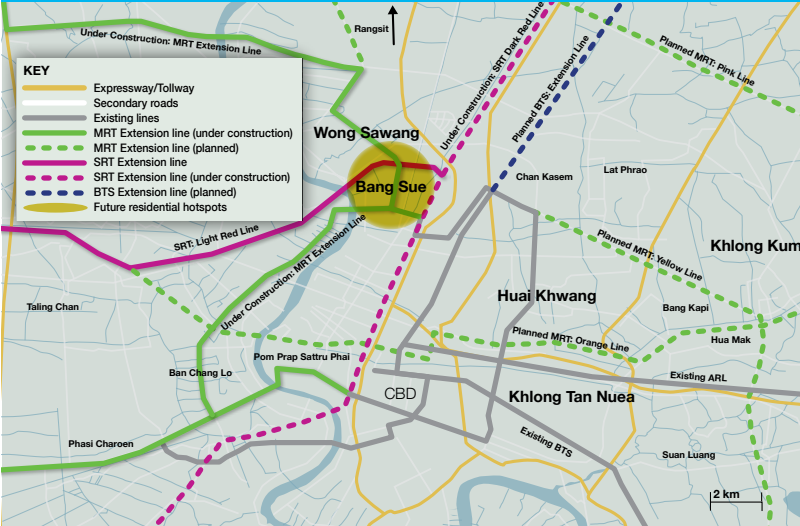 Rangsit
Under Construction: MRT Extension Line
Under Construction: SRT Dark Red Line
Planned BTS: Extension Line
Planned MRT: Pink Line
KEY
Expressway/Tollway
Secondary roads
Existing lines
MRT Extension line (under construction)
MRT Extension line (planned)
SRT Extension line
SRT Extension line (under construction)
BTS Extension line (planned)
Future residential hotspots
Wong Sawang
Bang Sue
Chan Kasem
Lat Phrao
SRT: Light Red Line
Under Construction: MRT Extension Line
Planned MRT: Yellow Line
Khlong Kum
Taling Chan
Huai Khwang
Bang Kapi
Hua Mak
Planned MRT: Orange Line
Pom Prap Sattru Phai
Ban Chang Lo
Existing ARL
CBD
Khlong Tan Nuea
Phasi Charoen
Existing BTS
Suan Luang
2 km